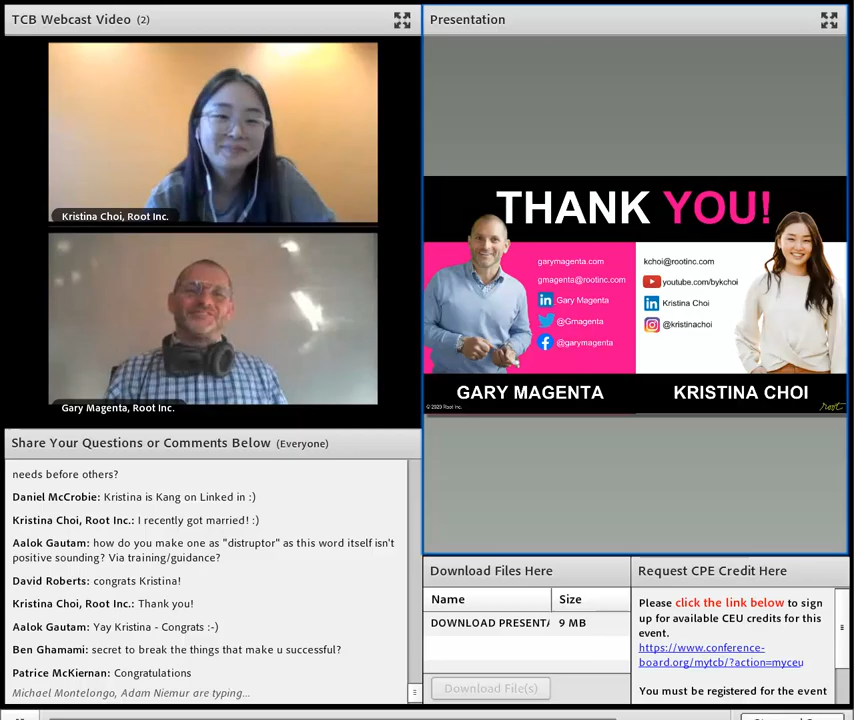 TCB Webcast Video (2)
Kristina Choi, Root Inc.
Gary Magenta, Root Inc.
Share Your Questions or Comments Below (Everyone)
needs before others?
Daniel McCrobie: Kristina is Kang on Linked in :)
Kristina Choi, Root Inc.: I recently got married! :)
Aalok Gautam: how do you make one as "distruptor" as this word itself isn't
positive sounding? Via training/guidance?
David Roberts: congrats Kristina!
Kristina Choi, Root Inc.: Thank you!
Aalok Gautam: Yay Kristina - Congrats :-)
Ben Ghamami: secret to break the things that make u successful?
Patrice McKiernan: Congratulations
Michael Montelongo, Adam Niemur are typing...
Presentation
THANK YOU!
garymagenta.com
gmagenta@rootinc.com
Gary Magenta
@Gmagenta
@garymagenta
kchoi@rootinc.com
youtube.com/bykchoi
Kristina Choi
@kristinachoi
GARY MAGENTA
KRISTINA CHOI
© 2020 Root Inc.
root
Download Files Here
Name Size
DOWNLOAD PRESENTA 9 MB
Download File(s)
Request CPE Credit Here
Please click the link below to sign
up for available CEU credits for this
event.
https://www.conference-
board.org/mytcb/?action=myceu
You must be registered for the event